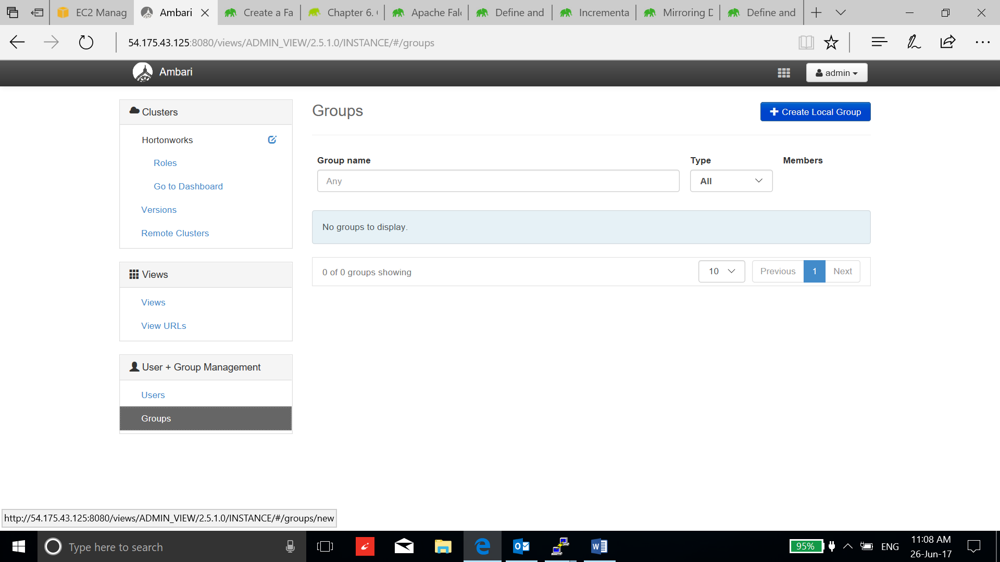 EC2 Manag
Ambari
Create a Fa
Chapter 6.
Apache Falc
Define and
Incrementa
Mirroring D
Define and
54.175.43.125:8080/views/ADMIN_VIEW/2.5.1.0/INSTANCE/#/groups
Ambari
admin
Clusters
Hortonworks
Roles
Go to Dashboard
Versions
Remote Clusters
Views
Views
View URLs
User + Group Management
Users
Groups
Groups
Create Local Group
Group name
Type
Members
Any
All
No groups to display.
0 of 0 groups showing
10
Previous
1
Next
http://54.175.43.125:8080/views/ADMIN_VIEW/2.5.1.0/INSTANCE/#/groups/new
Type here to search
95%
ENG
11:08 AM
26-Jun-17